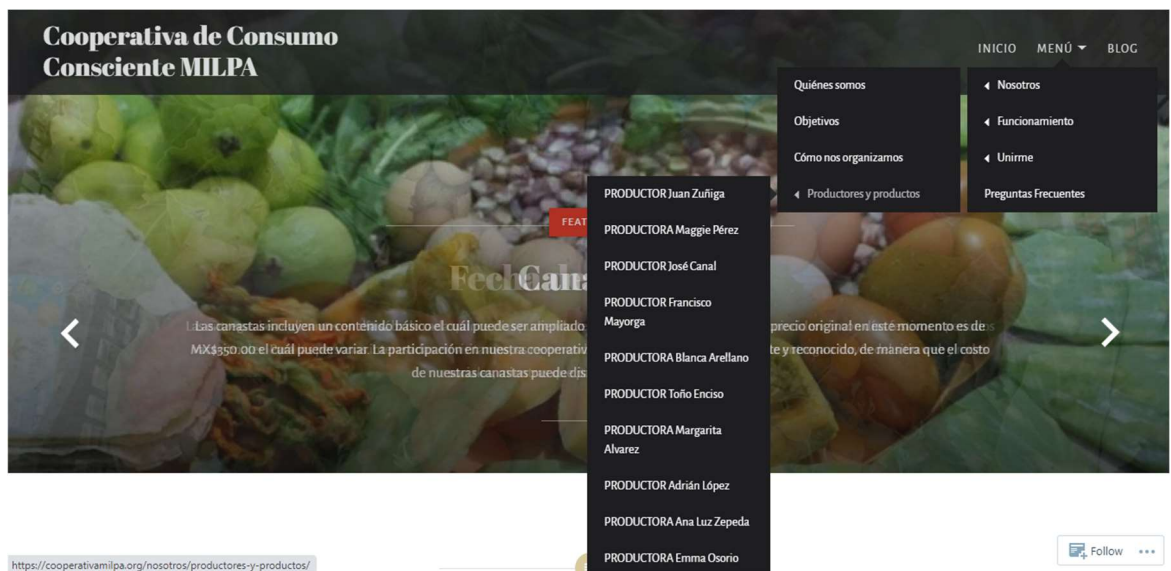 Cooperativa de Consumo
Consciente MILPA
INICIO MENÚ BLOG
Quiénes somos
Objetivos
Cómo nos organizamos
Productores y productos
Nosotros
Funcionamiento
Unirme
Preguntas Frecuentes
PRODUCTOR Juan Zuñiga
PRODUCTORA Maggie Pérez
PRODUCTOR José Canal
PRODUCTOR Francisco
Mayorga
PRODUCTORA Blanca Arellano
PRODUCTOR Toño Enciso
PRODUCTORA Margarita
Alvarez
PRODUCTOR Adrián López
PRODUCTORA Ana Luz Zepeda
PRODUCTORA Emma Osorio
FEAT
Las canastas incluyen un contenido básico el cuál puede ser ampliado precio original en este momento es de
MX$350.00 el cuál puede variar. La participación en nuestra cooperativ te y reconocido, de manera que el costo
de nuestras canastas puede dis
Follow
https://cooperativamilpa.org/nosotros/productores-y-productos/